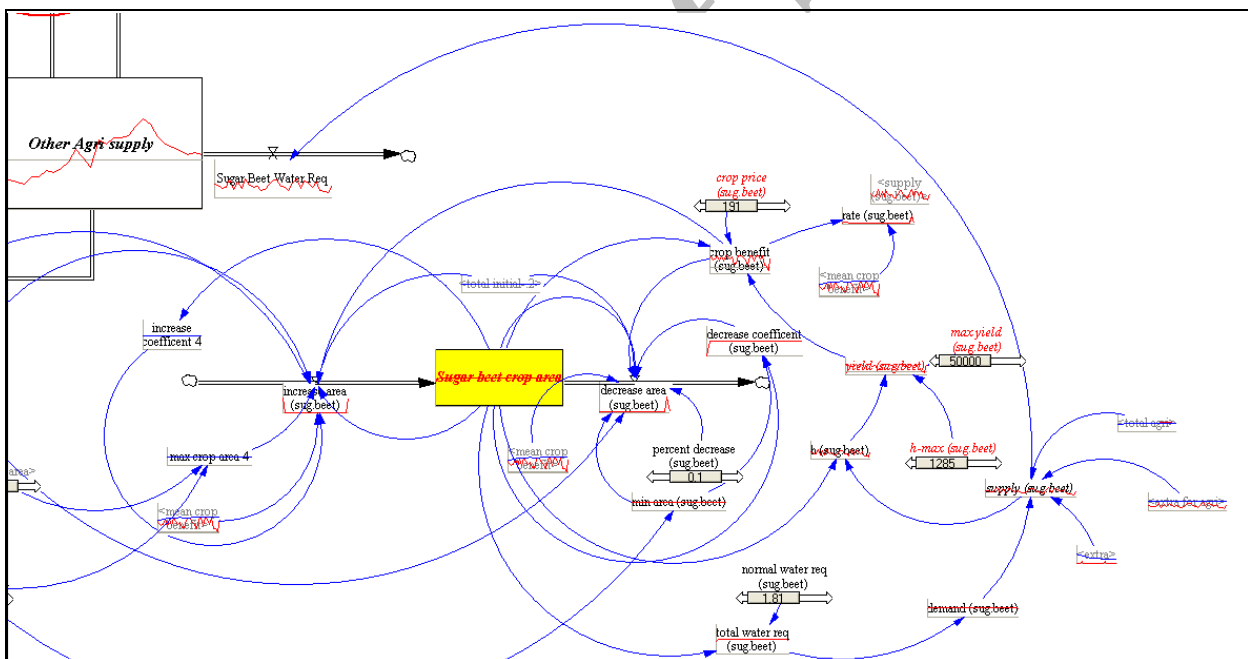 Other Agri supply
Sugar Beet Water Req
crop price
(sug.beet)
191
<supply
(sug.beet)>
rate (sug.beet)
crop benefit
(sug.beet)
<mean crop
benefit>
<total initial- 2>
increase
coefficent 4
decrease coefficent
(sug.beet)
max yield
(sug.beet)
50000
yield (sug.beet)
Sugar beet crop area
increase area
(sug.beet)
decrease area
(sug.beet)
<total agri>
max crop area 4
<mean crop
benefit>
percent decrease
(sug.beet)
0.1
h (sug.beet)
h-max (sug.beet)
1285
area>
min area (sug.beet)
supply (sug.beet)
<mean crop
benefit>
<extra for agri>
<extra>
normal water req
(sug.beet)
1.81
demand (sug.beet)
total water req
(sug.beet)